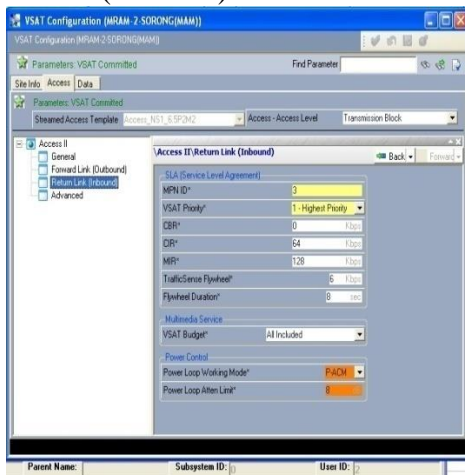 VSAT Configuration (MRAM-2-SORONG(MAM))
VSAT Configuration (MRAM-2-SORONG(MAM))
Parameters: VSAT Committed
Find Parameter
Site Info Access Data
Parameters: VSAT Committed
Streamed Access Template Access_NS1_6.5P2M2 Access - Access Level Transmission Block
Access II
General
Forward Link (Outbound)
Return Link (Inbound)
Advanced
\Access II\Return Link (Inbound)
Back Forward
SLA (Service Level Agreement)
MPN ID* 3
VSAT Priority* 1 - Highest Priority
CBR* 0 Kbps
CIR* 64 Kbps
MIR* 128 Kbps
TrafficSense Flywheel* 6 Kbps
Flywheel Duration* 8 sec
Multimedia Service
VSAT Budget* All Included
Power Control
Power Loop Working Mode* P-ACM
Power Loop Atten Limit* 8
Parent Name: Subsystem ID: 0 User ID: 2